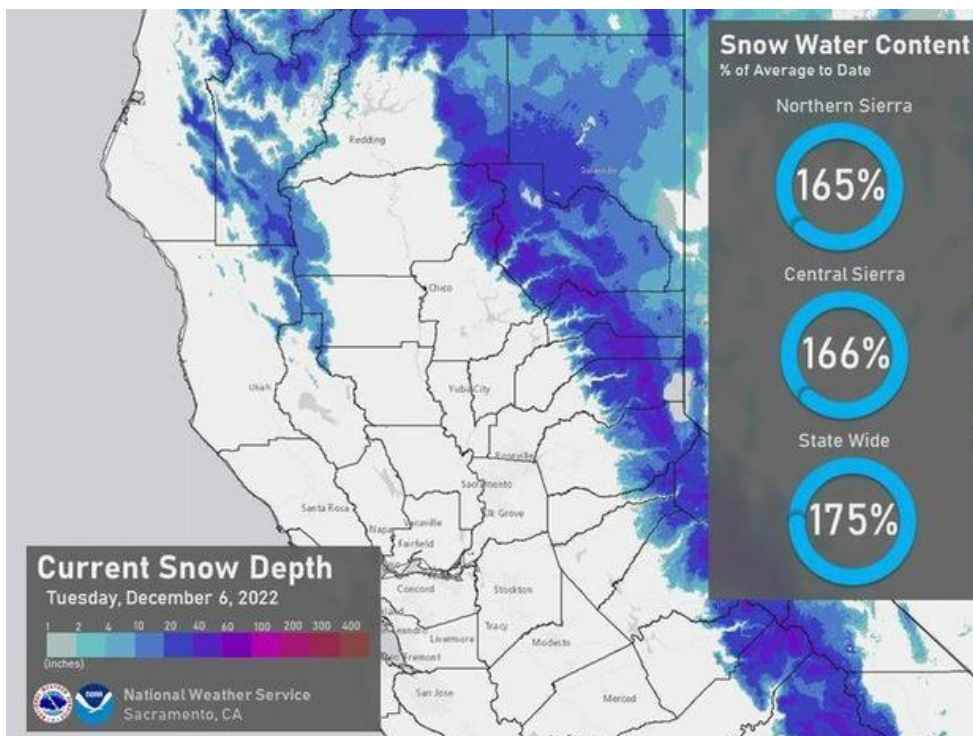 Snow Water Content
% of Average to Date
Northern Sierra
165%
Central Sierra
166%
State Wide
175%
Redding
Susanville
Chico
Ukiah
Yuba City
Roseville
Sacramento
Santa Rosa
Elk Grove
Napa
Vacaville
Fairfield
Concord
Stockton
Livermore
Tracy
Modesto
Fremont
San Jose
Merced
Current Snow Depth
Tuesday, December 6, 2022
1 2 4 10 20 40 60 100 200 300 400
(inches)
National Weather Service
Sacramento, CA